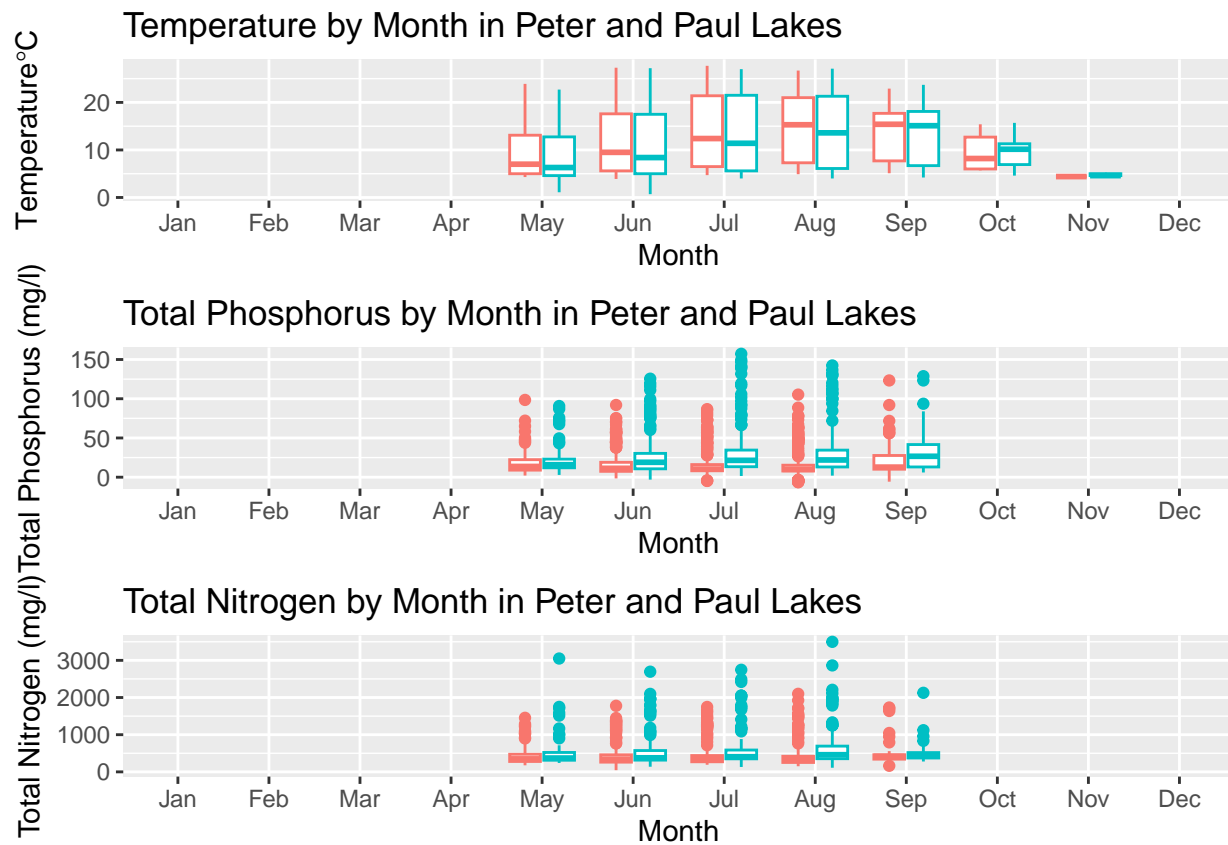 Temperature by Month in Peter and Paul Lakes
Temperature°C
20
10
0
Jan Feb Mar Apr May Jun Jul Aug Sep Oct Nov Dec
Month
Total Phosphorus by Month in Peter and Paul Lakes
Total Phosphorus (mg/l)
150
100
50
0
Jan Feb Mar Apr May Jun Jul Aug Sep Oct Nov Dec
Month
Total Nitrogen by Month in Peter and Paul Lakes
Total Nitrogen (mg/l)
3000
2000
1000
0
Jan Feb Mar Apr May Jun Jul Aug Sep Oct Nov Dec
Month